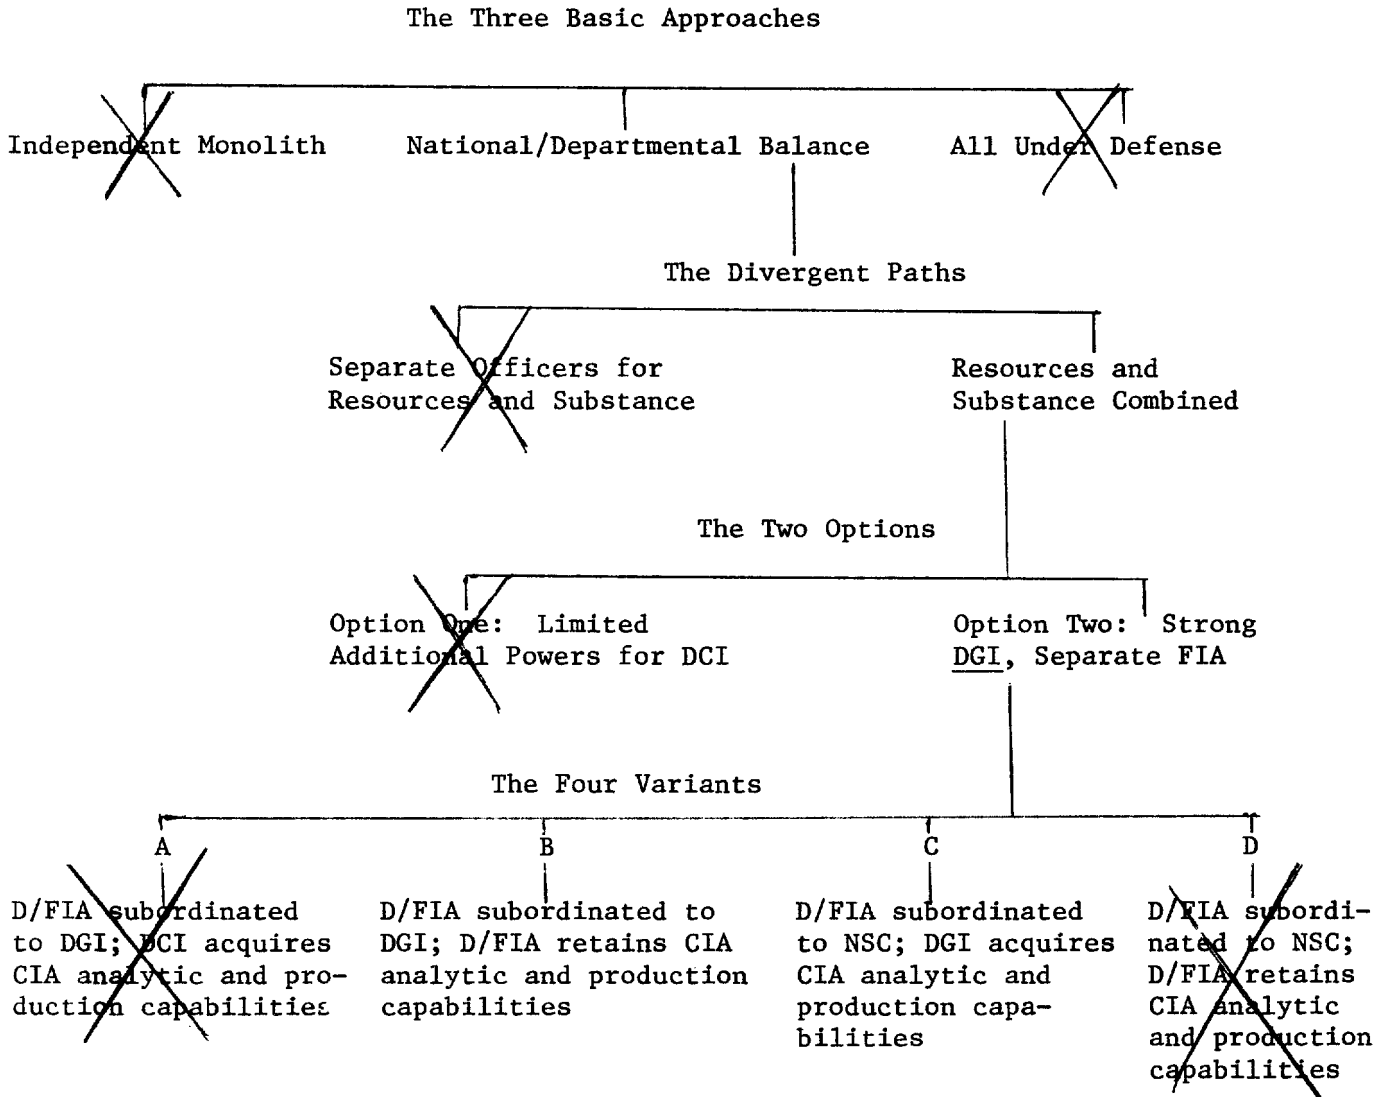 The Three Basic Approaches
Independent Monolith
National/Departmental Balance
All Under Defense
The Divergent Paths
Separate Officers for
Resources and Substance
Resources and
Substance Combined
The Two Options
Option One: Limited
Additional Powers for DCI
Option Two: Strong
DGI, Separate FIA
The Four Variants
A
D/FIA subordinated
to DGI; DCI acquires
CIA analytic and pro-
duction capabilities
B
D/FIA subordinated to
DGI; D/FIA retains CIA
analytic and production
capabilities
C
D/FIA subordinated
to NSC; DGI acquires
CIA analytic and
production capa-
bilities
D
D/FIA subordi-
nated to NSC;
D/FIA retains
CIA analytic
and production
capabilities